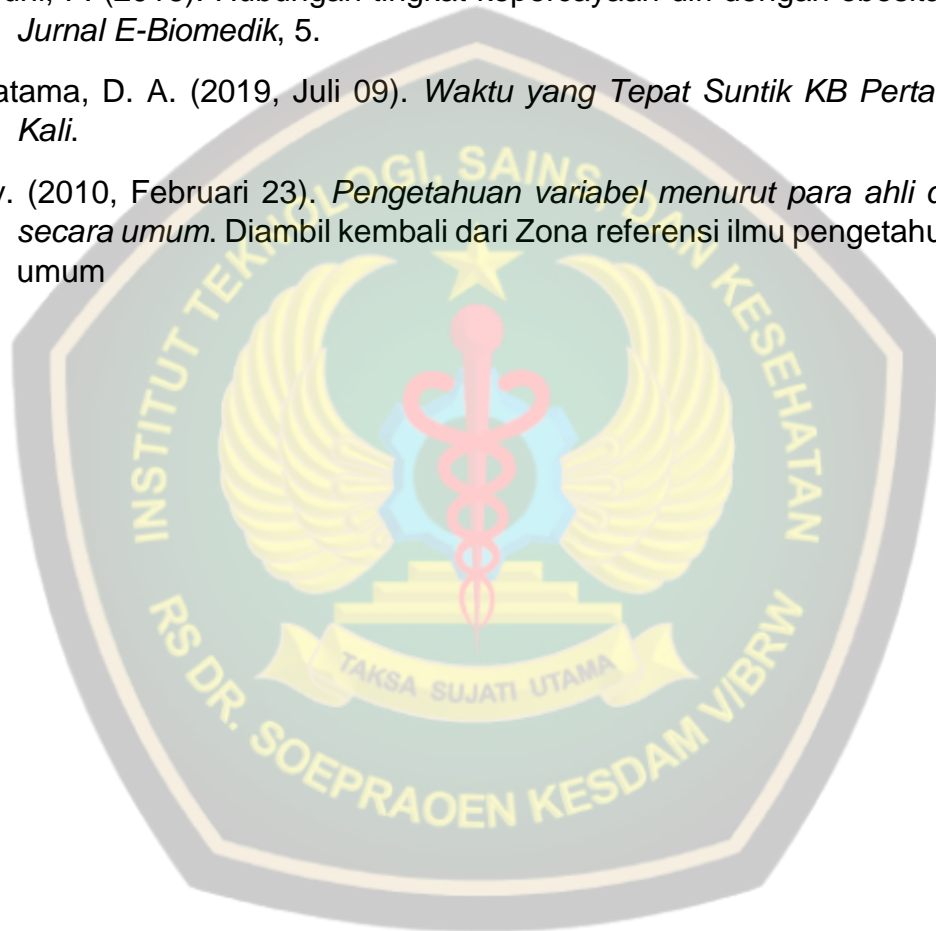 Jurnal E-Biomedik, 5.
atama, D. A. (2019, Juli 09). Waktu yang Tepat Suntik KB Perta
Kali.
. (2010, Februari 23). Pengetahuan variabel menurut para ahli
secara umum. Diambil kembali dari Zona referensi ilmu pengetahu
umum
INSTITUT TEKNOLOGI, SAINS, DAN KESEHATAN
TAKSA SUJATI UTAMA
RS DR. SOEPRAOEN KESDAM V/BRW